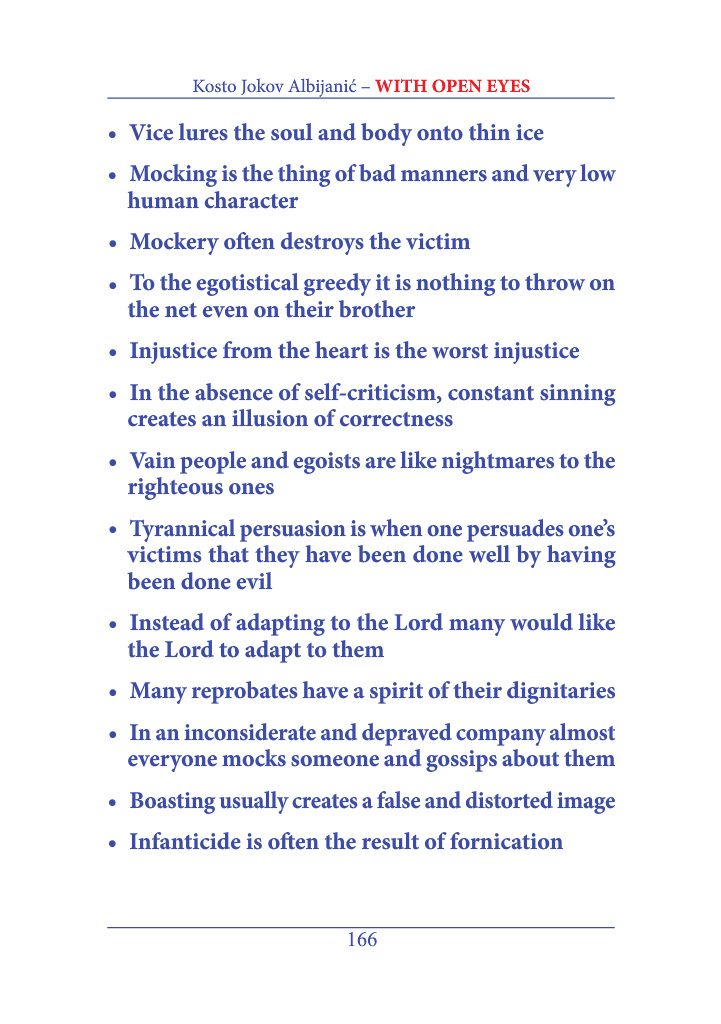 Kosto Jokov Albijanić – WITH OPEN EYES
• Vice lures the soul and body onto thin ice
• Mocking is the thing of bad manners and very low
human character
• Mockery often destroys the victim
• To the egotistical greedy it is nothing to throw on
the net even on their brother
• Injustice from the heart is the worst injustice
• In the absence of self-criticism, constant sinning
creates an illusion of correctness
• Vain people and egoists are like nightmares to the
righteous ones
• Tyrannical persuasion is when one persuades one’s
victims that they have been done well by having
been done evil
• Instead of adapting to the Lord many would like
the Lord to adapt to them
• Many reprobates have a spirit of their dignitaries
• In an inconsiderate and depraved company almost
everyone mocks someone and gossips about them
• Boasting usually creates a false and distorted image
• Infanticide is often the result of fornication
166